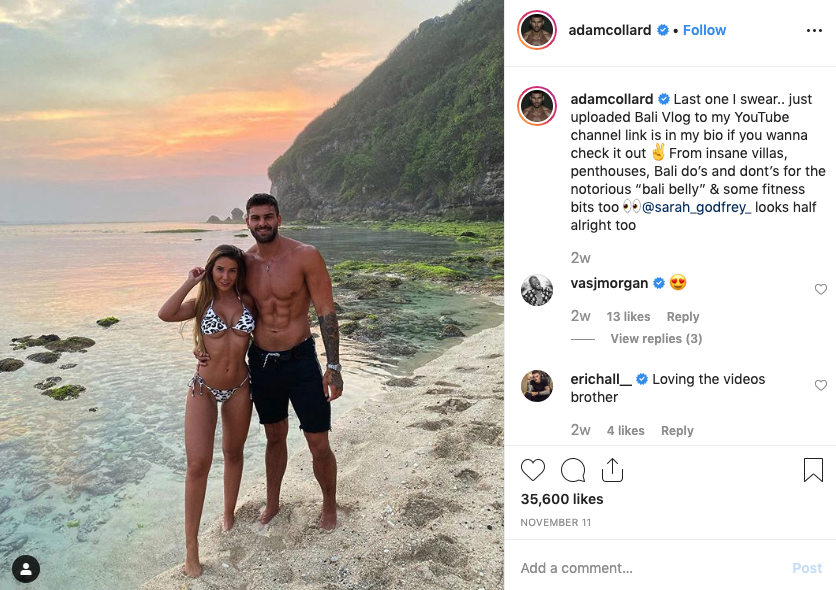 adamcollard • Follow
adamcollard Last one I swear.. just
uploaded Bali Vlog to my YouTube
channel link is in my bio if you wanna
check it out ✌️ From insane villas,
penthouses, Bali do's and dont's for the
notorious “bali belly” & some fitness
bits too 👀@sarah_godfrey_ looks half
alright too
2w
vasjmorgan 😍
2w 13 likes Reply
View replies (3)
erichall__ Loving the videos
brother
2w 4 likes Reply
35,600 likes
NOVEMBER 11
Add a comment... Post